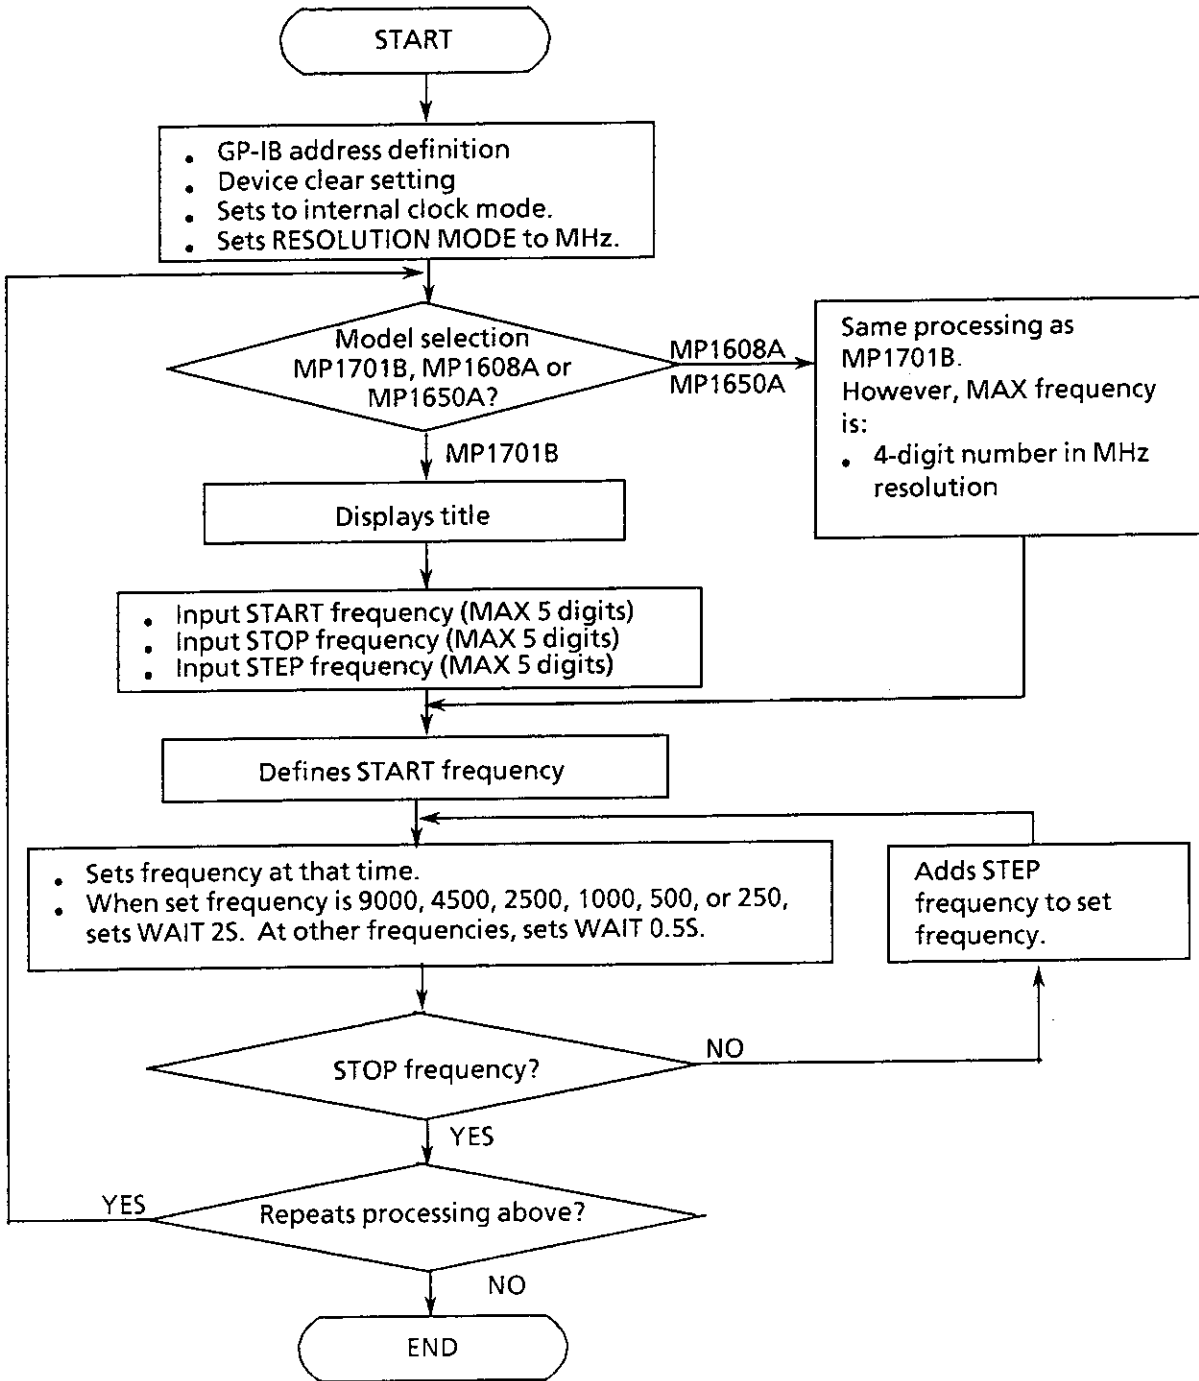 START
• GP-IB address definition
• Device clear setting
• Sets to internal clock mode.
• Sets RESOLUTION MODE to MHz.
Model selection
MP1701B, MP1608A or
MP1650A?
MP1608A
MP1650A
Same processing as
MP1701B.
However, MAX frequency
is:
• 4-digit number in MHz
resolution
MP1701B
Displays title
• Input START frequency (MAX 5 digits)
• Input STOP frequency (MAX 5 digits)
• Input STEP frequency (MAX 5 digits)
Defines START frequency
• Sets frequency at that time.
• When set frequency is 9000, 4500, 2500, 1000, 500, or 250,
sets WAIT 2S. At other frequencies, sets WAIT 0.5S.
Adds STEP
frequency to set
frequency.
STOP frequency?
NO
YES
Repeats processing above?
YES
NO
END